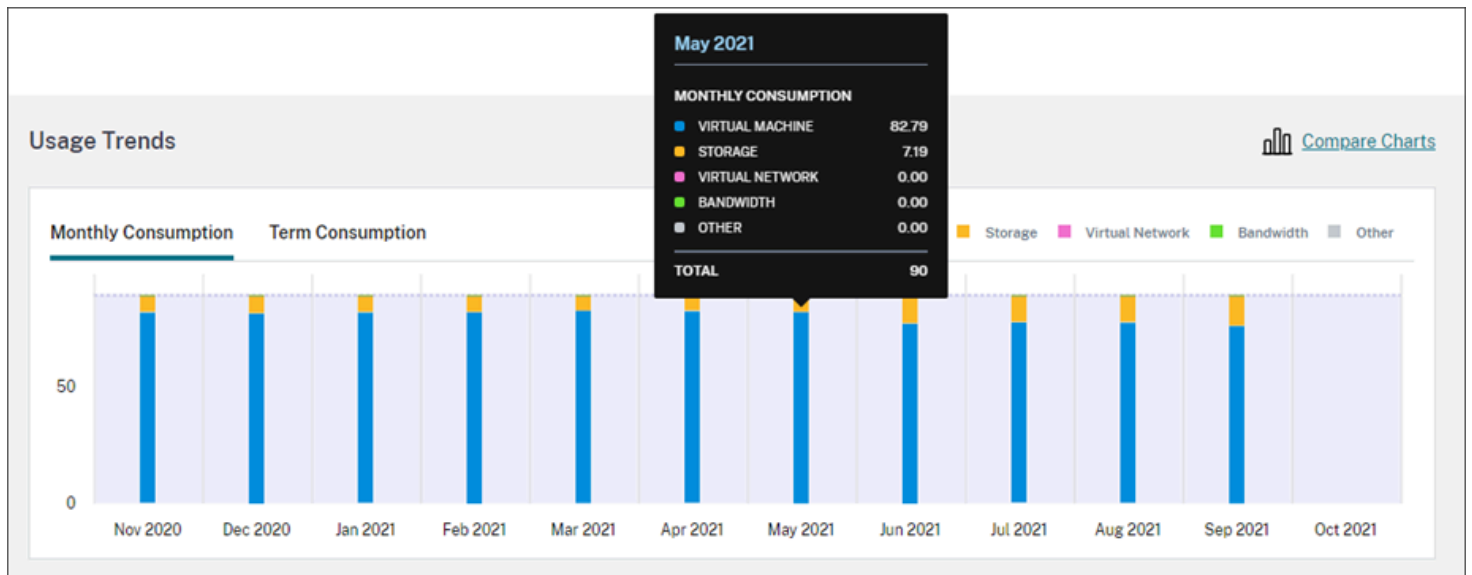 May 2021
MONTHLY CONSUMPTION
VIRTUAL MACHINE 82.79
STORAGE 7.19
VIRTUAL NETWORK 0.00
BANDWIDTH 0.00
OTHER 0.00
TOTAL 90
Usage Trends
Compare Charts
Monthly Consumption Term Consumption
Storage Virtual Network Bandwidth Other
50
0
Nov 2020 Dec 2020 Jan 2021 Feb 2021 Mar 2021 Apr 2021 May 2021 Jun 2021 Jul 2021 Aug 2021 Sep 2021 Oct 2021